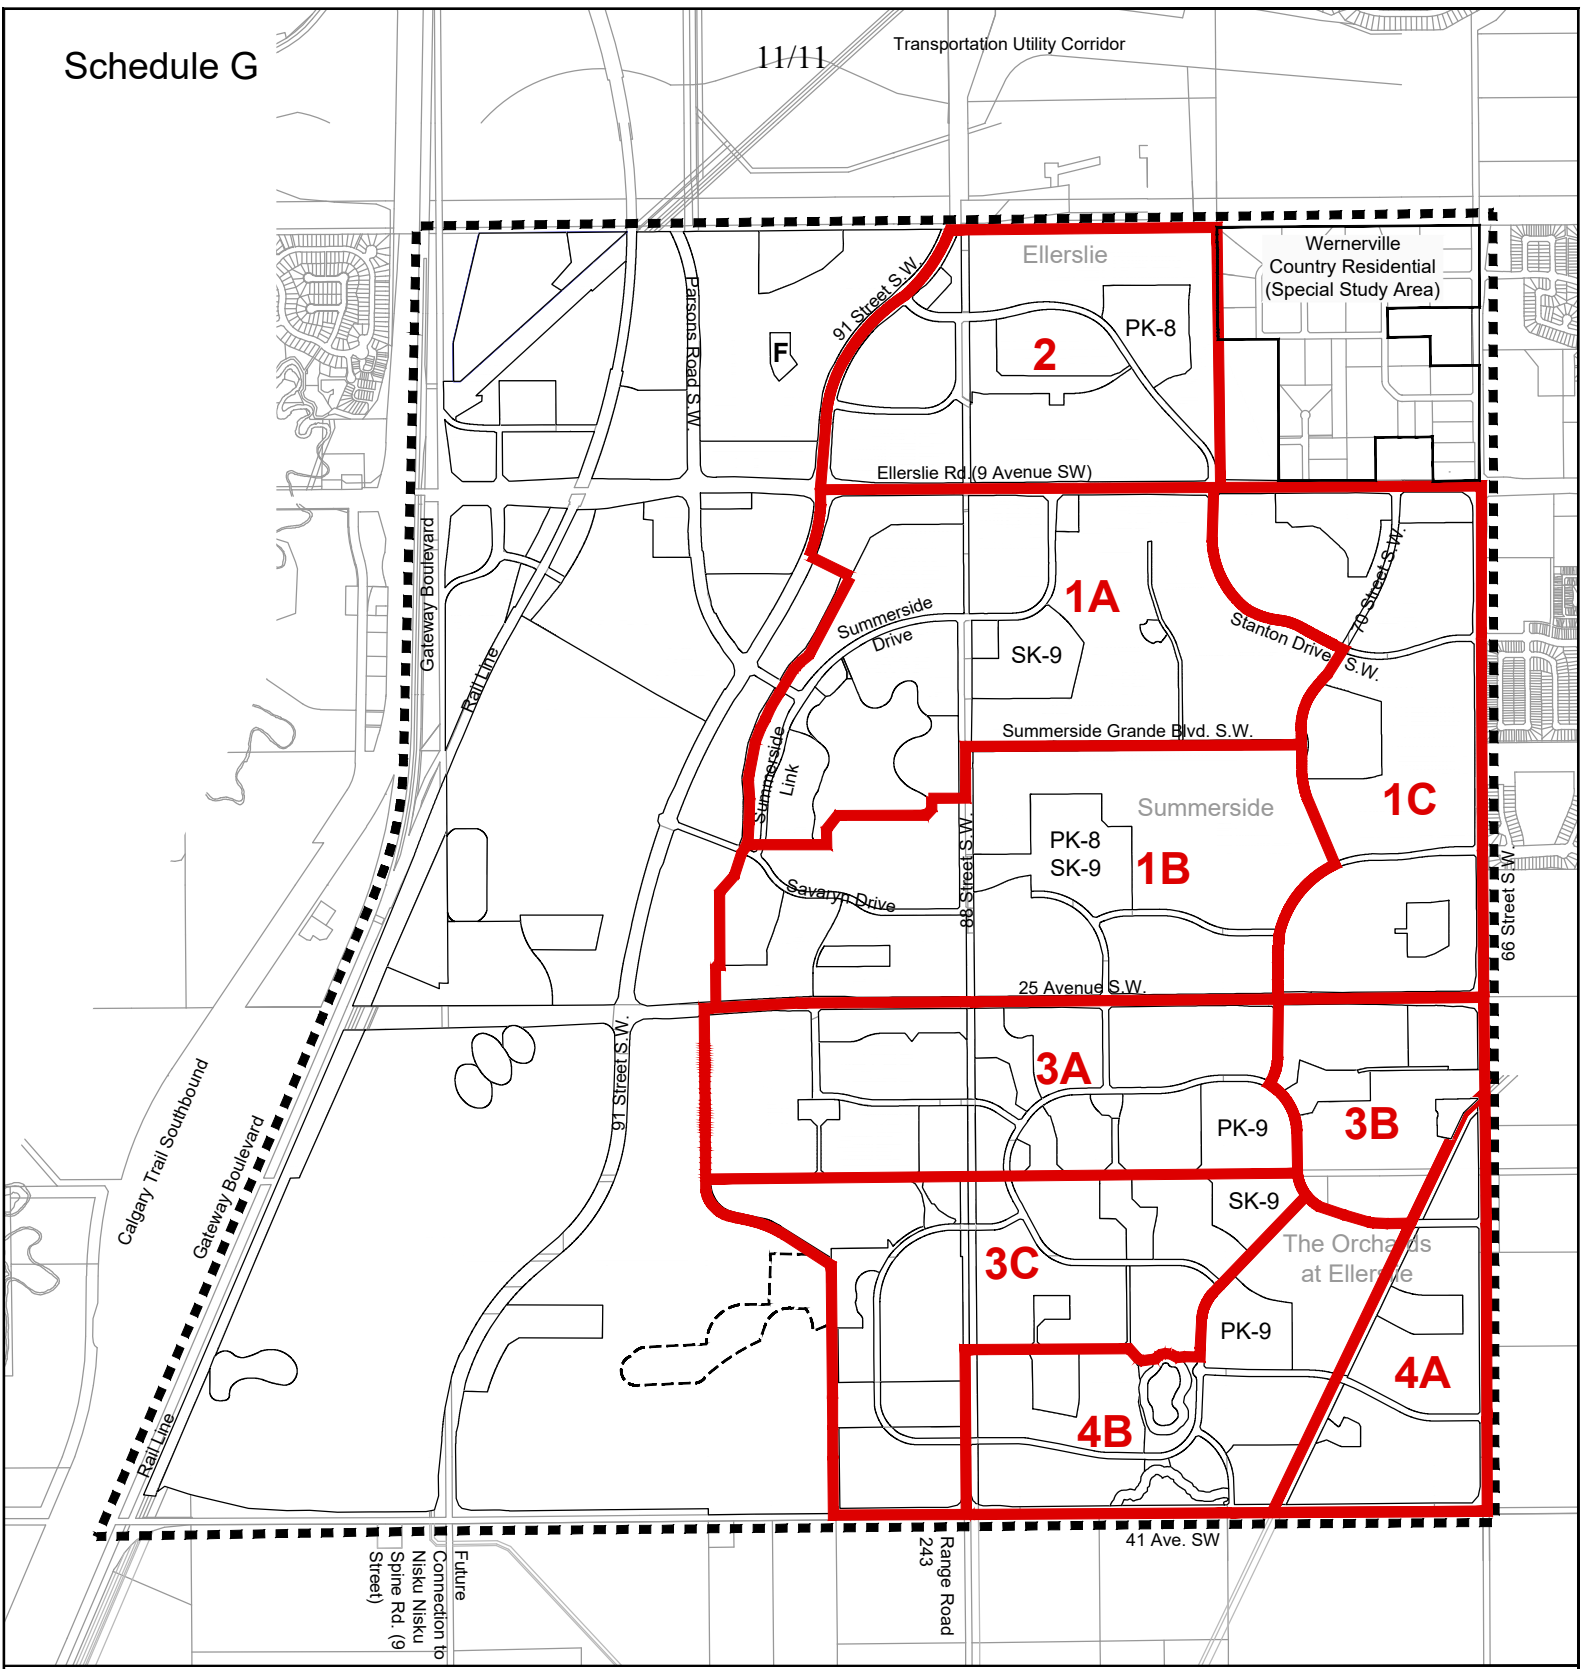 Schedule G
11/11
Transportation Utility Corridor
Ellerslie
Wernerville
Country Residential
(Special Study Area)
91 Street S.W.
Parsons Road S.W.
PK-8
F
2
Ellerslie Rd.(9 Avenue SW)
Gateway Boulevard
70 Street S.W.
1A
Summerside
Drive
Stanton Drive S.W.
SK-9
Rail Line
Summerside Grande Blvd. S.W.
Summerside
Link
Summerside
1C
PK-8
SK-9
1B
88 Street S.W.
Savaryn Drive
66 Street S.W.
25 Avenue S.W.
91 Street S.W.
3A
3B
PK-9
Calgary Trail Southbound
Gateway Boulevard
SK-9
The Orchards
at Ellerslie
3C
PK-9
4A
4B
Rail Line
41 Ave. SW
Future
Connection to
Nisku Nisku
Spine Rd. (9
Street)
Range Road
243